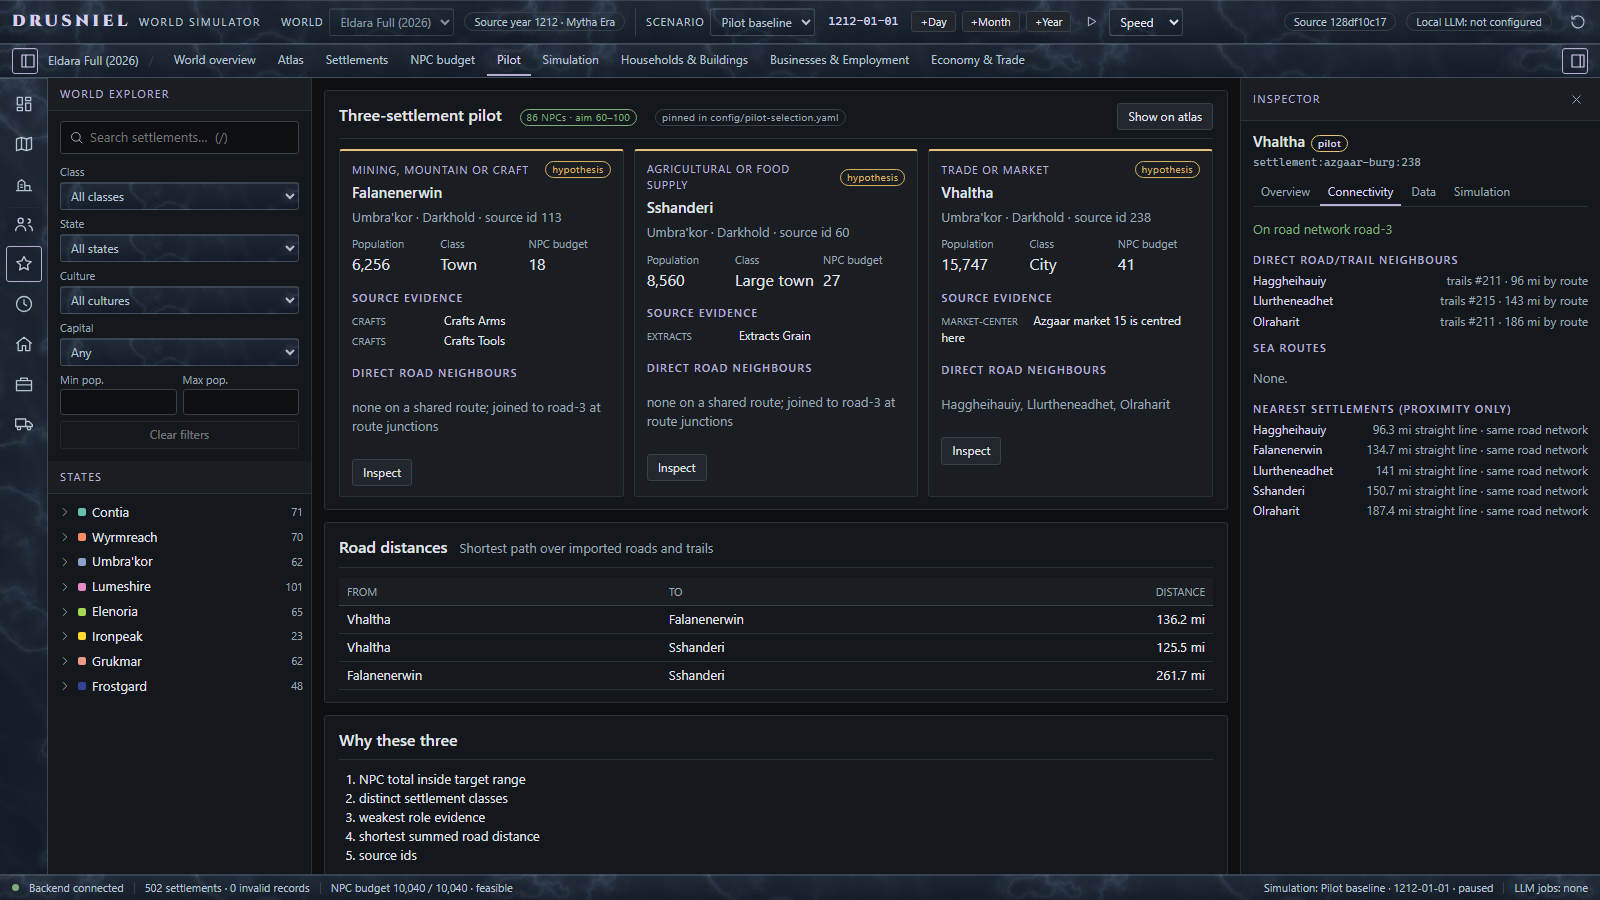 DRUSNIEL WORLD SIMULATOR WORLD Eldara Full (2026) Source year 1212 · Mytha Era SCENARIO Pilot baseline 1212-01-01 +Day +Month +Year Speed Source 128df10c17 Local LLM: not configured
Eldara Full (2026) / World overview Atlas Settlements NPC budget Pilot Simulation Households & Buildings Businesses & Employment Economy & Trade
WORLD EXPLORER
Search settlements... (/)
Class
All classes
State
All states
Culture
All cultures
Capital
Any
Min pop. Max pop.
Clear filters
STATES
Contia 71
Wyrmreach 70
Umbra'kor 62
Lumeshire 101
Elenoria 65
Ironpeak 23
Grukmar 62
Frostgard 48
Three-settlement pilot 86 NPCs · aim 60–100 pinned in config/pilot-selection.yaml Show on atlas
MINING, MOUNTAIN OR CRAFT hypothesis
Falanenerwin
Umbra'kor · Darkhold · source id 113
Population Class NPC budget
6,256 Town 18
SOURCE EVIDENCE
CRAFTS Crafts Arms
CRAFTS Crafts Tools
DIRECT ROAD NEIGHBOURS
none on a shared route; joined to road-3 at
route junctions
Inspect
AGRICULTURAL OR FOOD
SUPPLY hypothesis
Sshanderi
Umbra'kor · Darkhold · source id 60
Population Class NPC budget
8,560 Large town 27
SOURCE EVIDENCE
EXTRACTS Extracts Grain
DIRECT ROAD NEIGHBOURS
none on a shared route; joined to road-3 at
route junctions
Inspect
TRADE OR MARKET hypothesis
Vhaltha
Umbra'kor · Darkhold · source id 238
Population Class NPC budget
15,747 City 41
SOURCE EVIDENCE
MARKET-CENTER Azgaar market 15 is centred
here
DIRECT ROAD NEIGHBOURS
Haggheihauiy, Llurtheneadhet, Olraharit
Inspect
Road distances Shortest path over imported roads and trails
FROM TO DISTANCE
Vhaltha Falanenerwin 136.2 mi
Vhaltha Sshanderi 125.5 mi
Falanenerwin Sshanderi 261.7 mi
Why these three
1. NPC total inside target range
2. distinct settlement classes
3. weakest role evidence
4. shortest summed road distance
5. source ids
INSPECTOR
Vhaltha pilot
settlement:azgaar-burg:238
Overview Connectivity Data Simulation
On road network road-3
DIRECT ROAD/TRAIL NEIGHBOURS
Haggheihauiy trails #211 · 96 mi by route
Llurtheneadhet trails #215 · 143 mi by route
Olraharit trails #211 · 186 mi by route
SEA ROUTES
None.
NEAREST SETTLEMENTS (PROXIMITY ONLY)
Haggheihauiy 96.3 mi straight line · same road network
Falanenerwin 134.7 mi straight line · same road network
Llurtheneadhet 141 mi straight line · same road network
Sshanderi 150.7 mi straight line · same road network
Olraharit 187.4 mi straight line · same road network
Backend connected 502 settlements · 0 invalid records NPC budget 10,040 / 10,040 · feasible Simulation: Pilot baseline · 1212-01-01 · paused LLM jobs: none